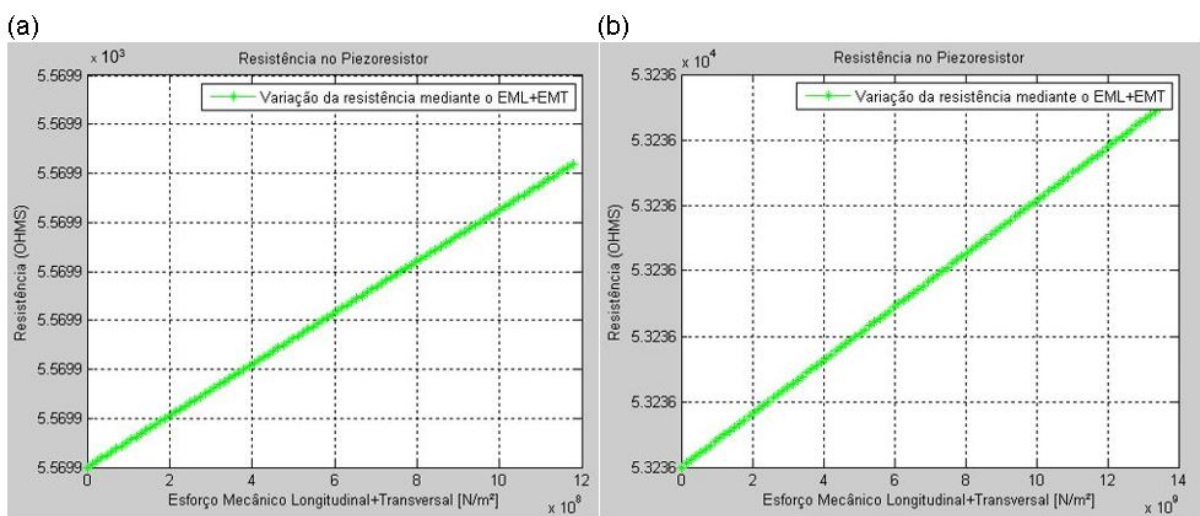 (a)
x 10³
Resistência no Piezoresistor
Variação da resistência mediante o EML+EMT
5.5699
5.5699
5.5699
5.5699
5.5699
5.5699
5.5699
5.5699
5.5699
Resistência (OHMS)
0 2 4 6 8 10 12
Esforço Mecânico Longitudinal+Transversal [N/m²]
x 10⁸
(b)
x 10⁴
Resistência no Piezoresistor
Variação da resistência mediante o EML+EMT
5.3236
5.3236
5.3236
5.3236
5.3236
5.3236
5.3236
Resistência (OHMS)
0 2 4 6 8 10 12 14
Esforço Mecânico Longitudinal+Transversal [N/m²]
x 10⁹